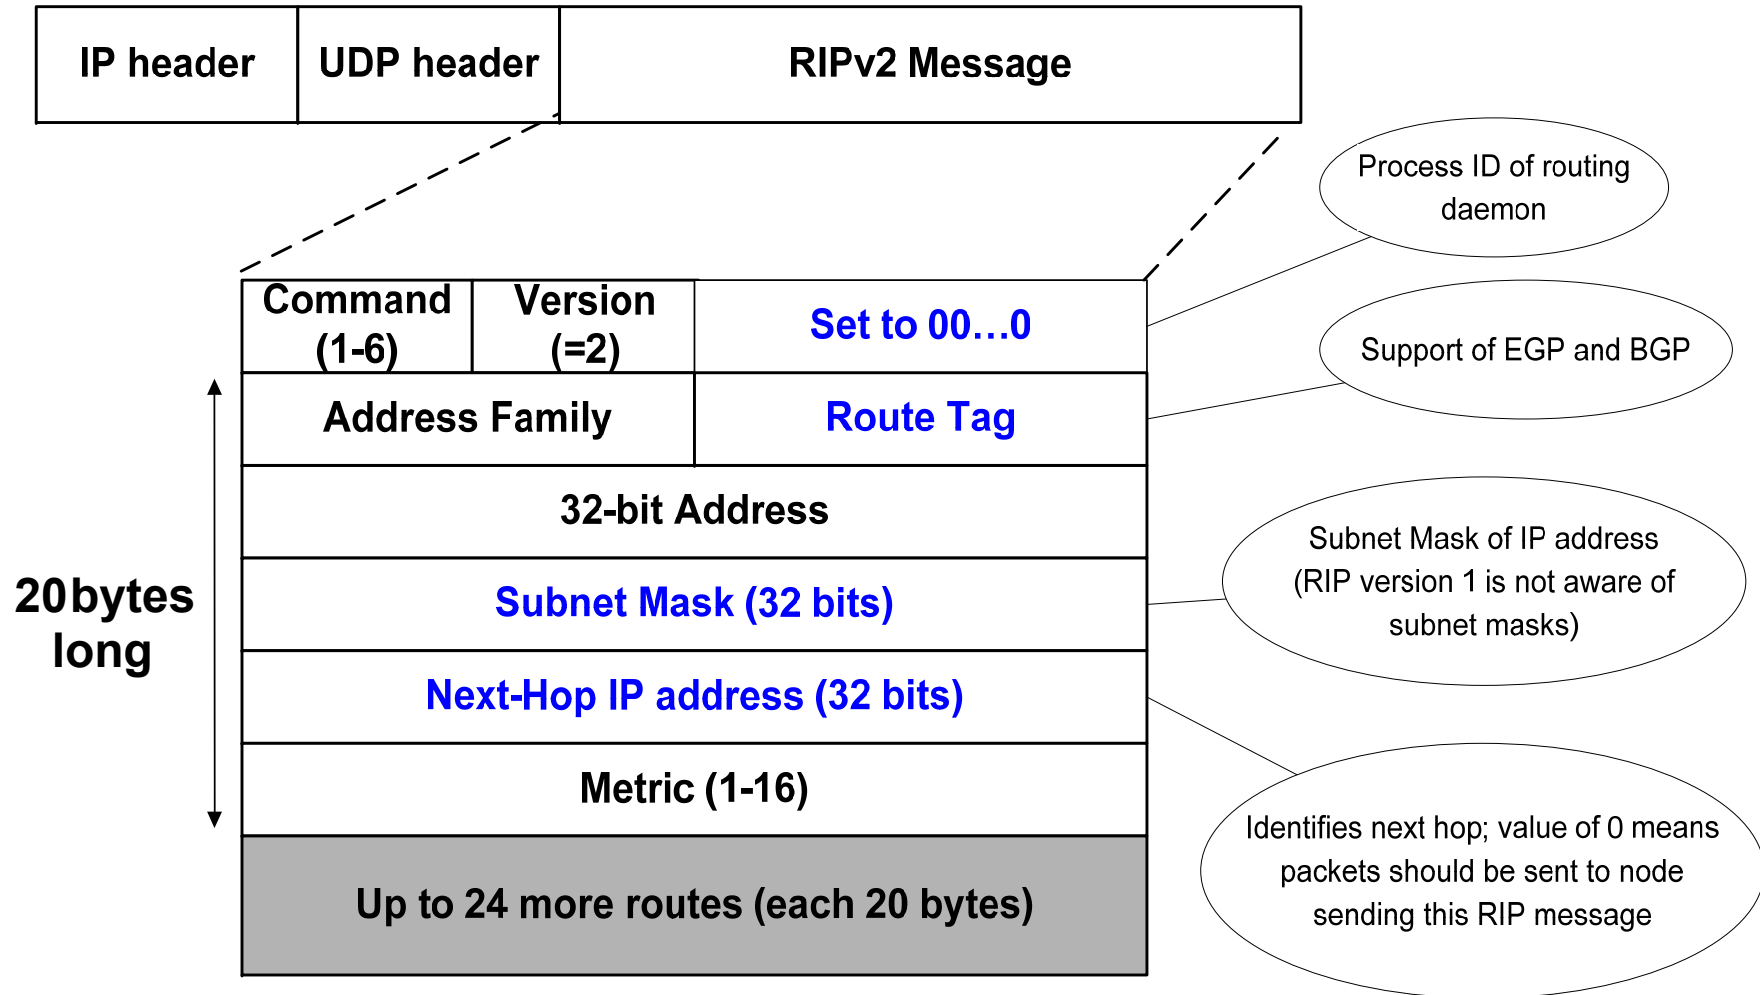 IP header
UDP header
RIPv2 Message
Process ID of routing
daemon
Command
(1-6)
Version
(=2)
Set to 00…0
Support of EGP and BGP
Address Family
Route Tag
32-bit Address
Subnet Mask of IP address
(RIP version 1 is not aware of
subnet masks)
20bytes
long
Subnet Mask (32 bits)
Next-Hop IP address (32 bits)
Metric (1-16)
Identifies next hop; value of 0 means
packets should be sent to node
sending this RIP message
Up to 24 more routes (each 20 bytes)